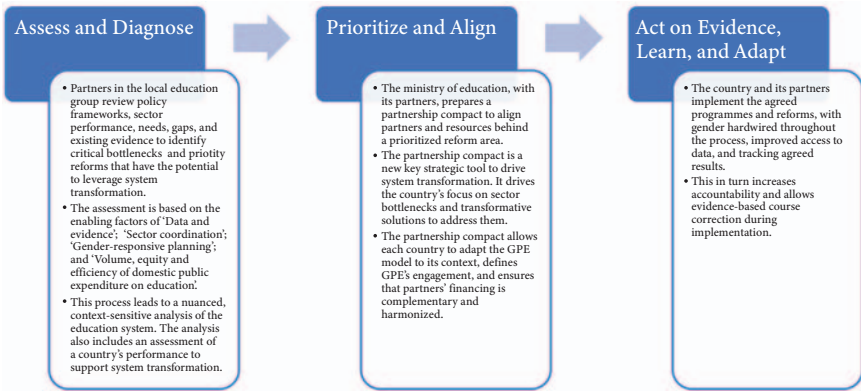 Assess and Diagnose
• Partners in the local education
group review policy
frameworks, sector
performance, needs, gaps, and
existing evidence to identify
critical bottlenecks and priotity
reforms that have the potential
to leverage system
transformation.
• The assessment is based on the
enabling factors of ‘Data and
evidence’; ‘Sector coordination’;
‘Gender-responsive planning’;
and ‘Volume, equity and
efficiency of domestic public
expenditure on education’.
• This process leads to a nuanced,
context-sensitive analysis of the
education system. The analysis
also includes an assessment of
a country’s performance to
support system transformation.
Prioritize and Align
• The ministry of education, with
its partners, prepares a
partnership compact to align
partners and resources behind
a prioritized reform area.
• The partnership compact is a
new key strategic tool to drive
system transformation. It drives
the country’s focus on sector
bottlenecks and transformative
solutions to address them.
• The partnership compact allows
each country to adapt the GPE
model to its context, defines
GPE’s engagement, and ensures
that partners’ financing is
complementary and
harmonized.
Act on Evidence,
Learn, and Adapt
• The country and its partners
implement the agreed
programmes and reforms, with
gender hardwired throughout
the process, improved access to
data, and tracking agreed
results.
• This in turn increases
accountability and allows
evidence-based course
correction during
implementation.